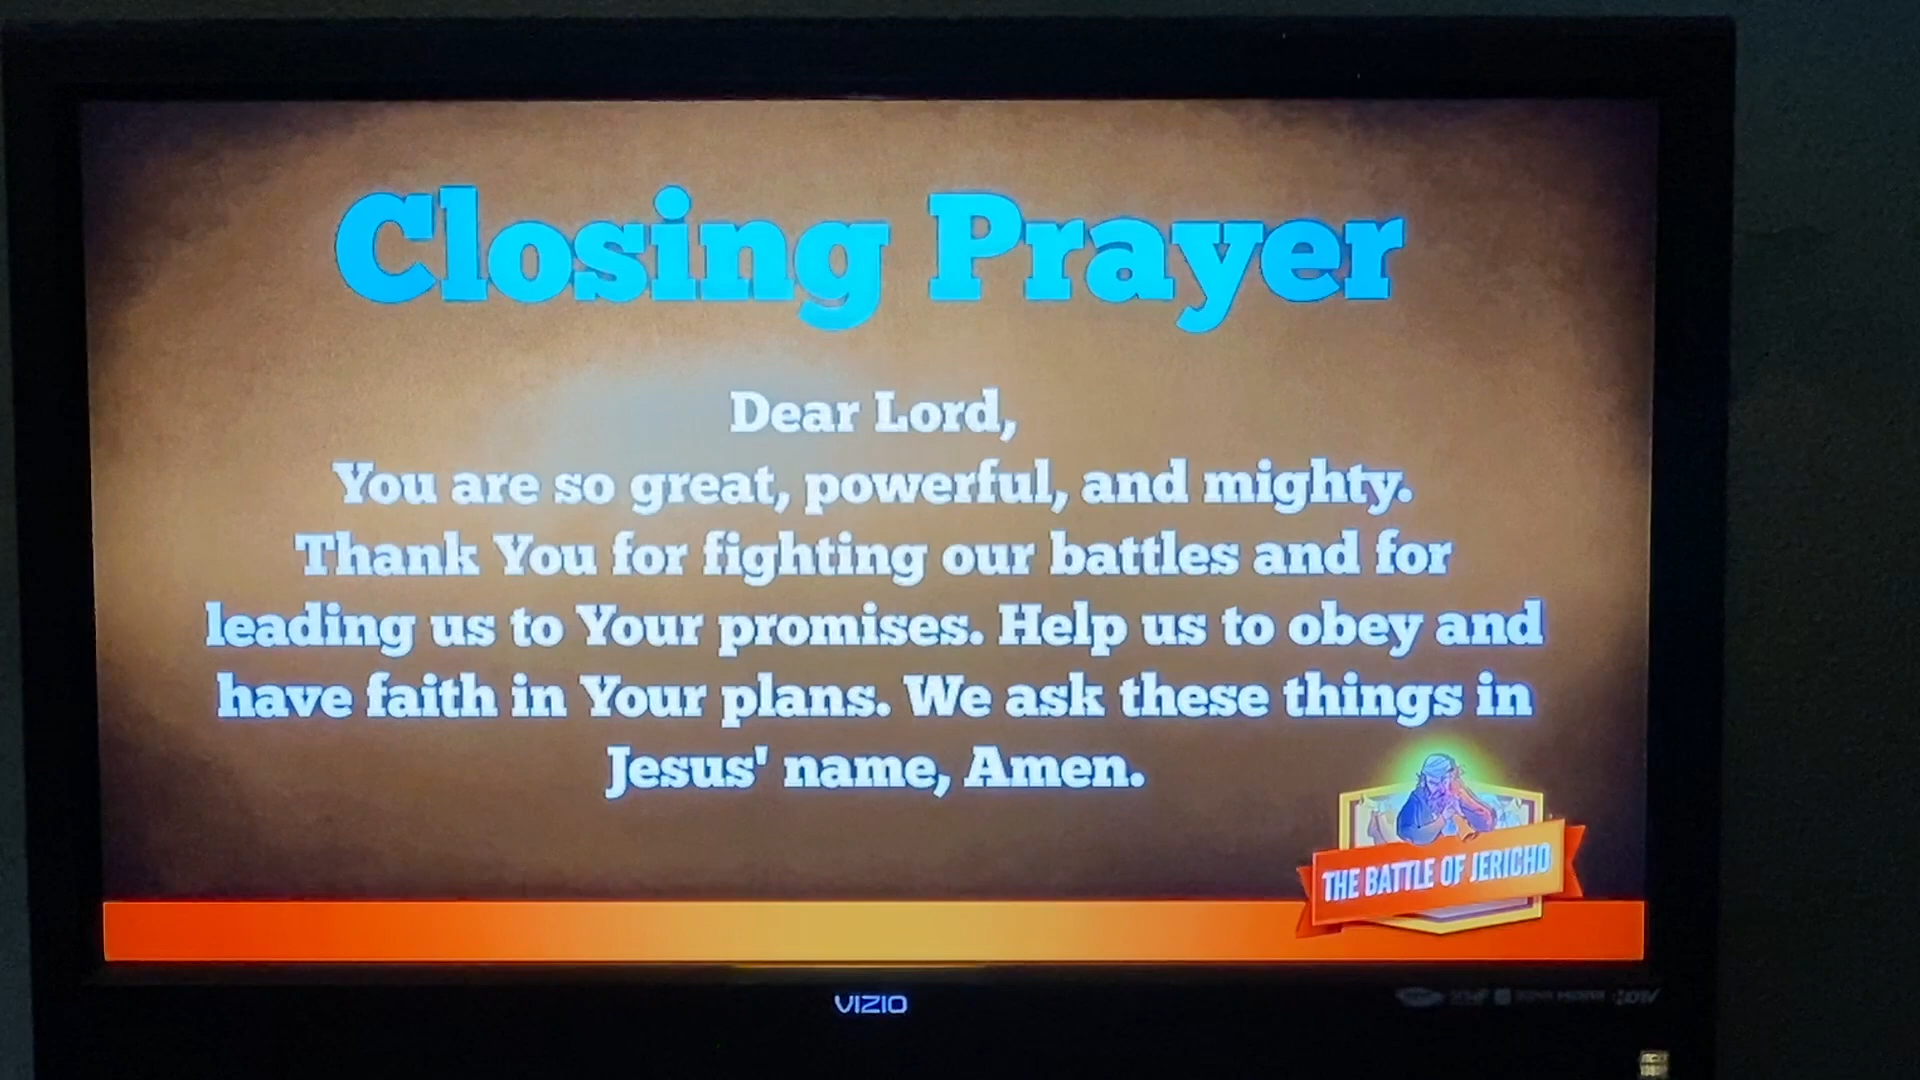 Closing Prayer
Dear Lord,
You are so great, powerful, and mighty.
Thank You for fighting our battles and for
leading us to Your promises. Help us to obey and
have faith in Your plans. We ask these things in
Jesus' name, Amen.
THE BATTLE OF JERICHO
VIZIO
HDTV